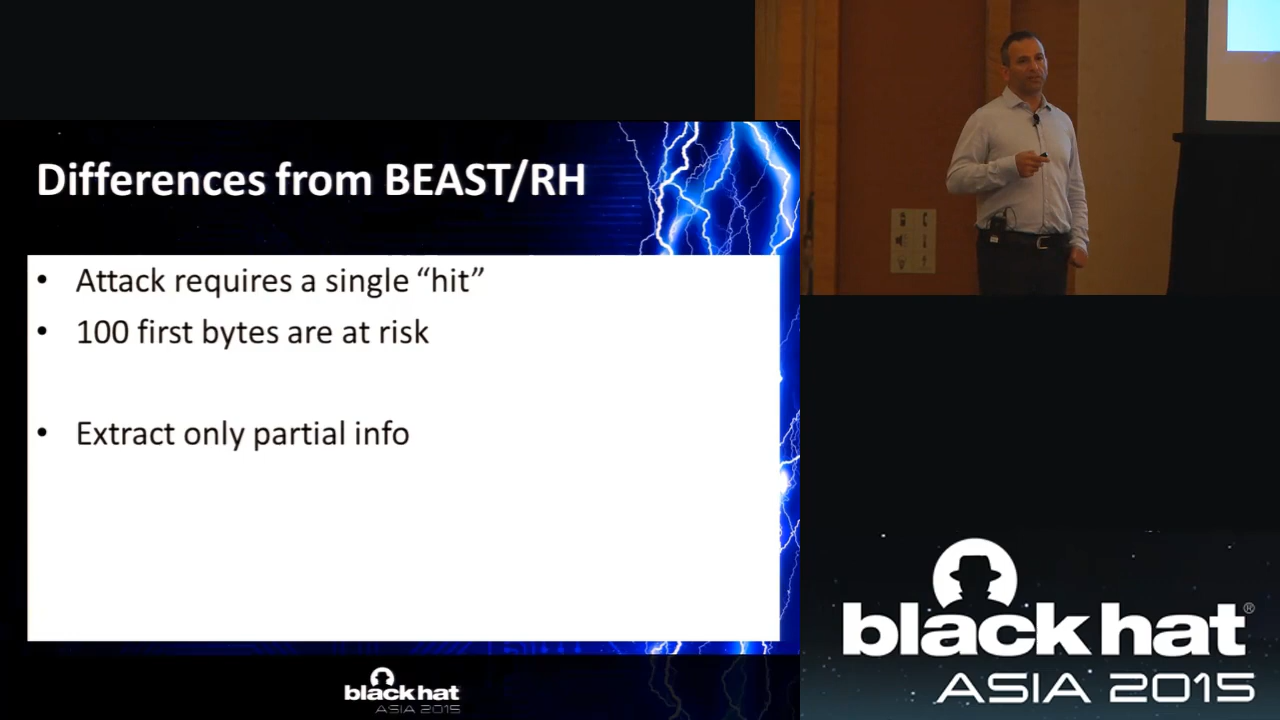 Differences from BEAST/RH
• Attack requires a single “hit”
• 100 first bytes are at risk
• Extract only partial info
black hat
ASIA 2015
black hat®
ASIA 2015